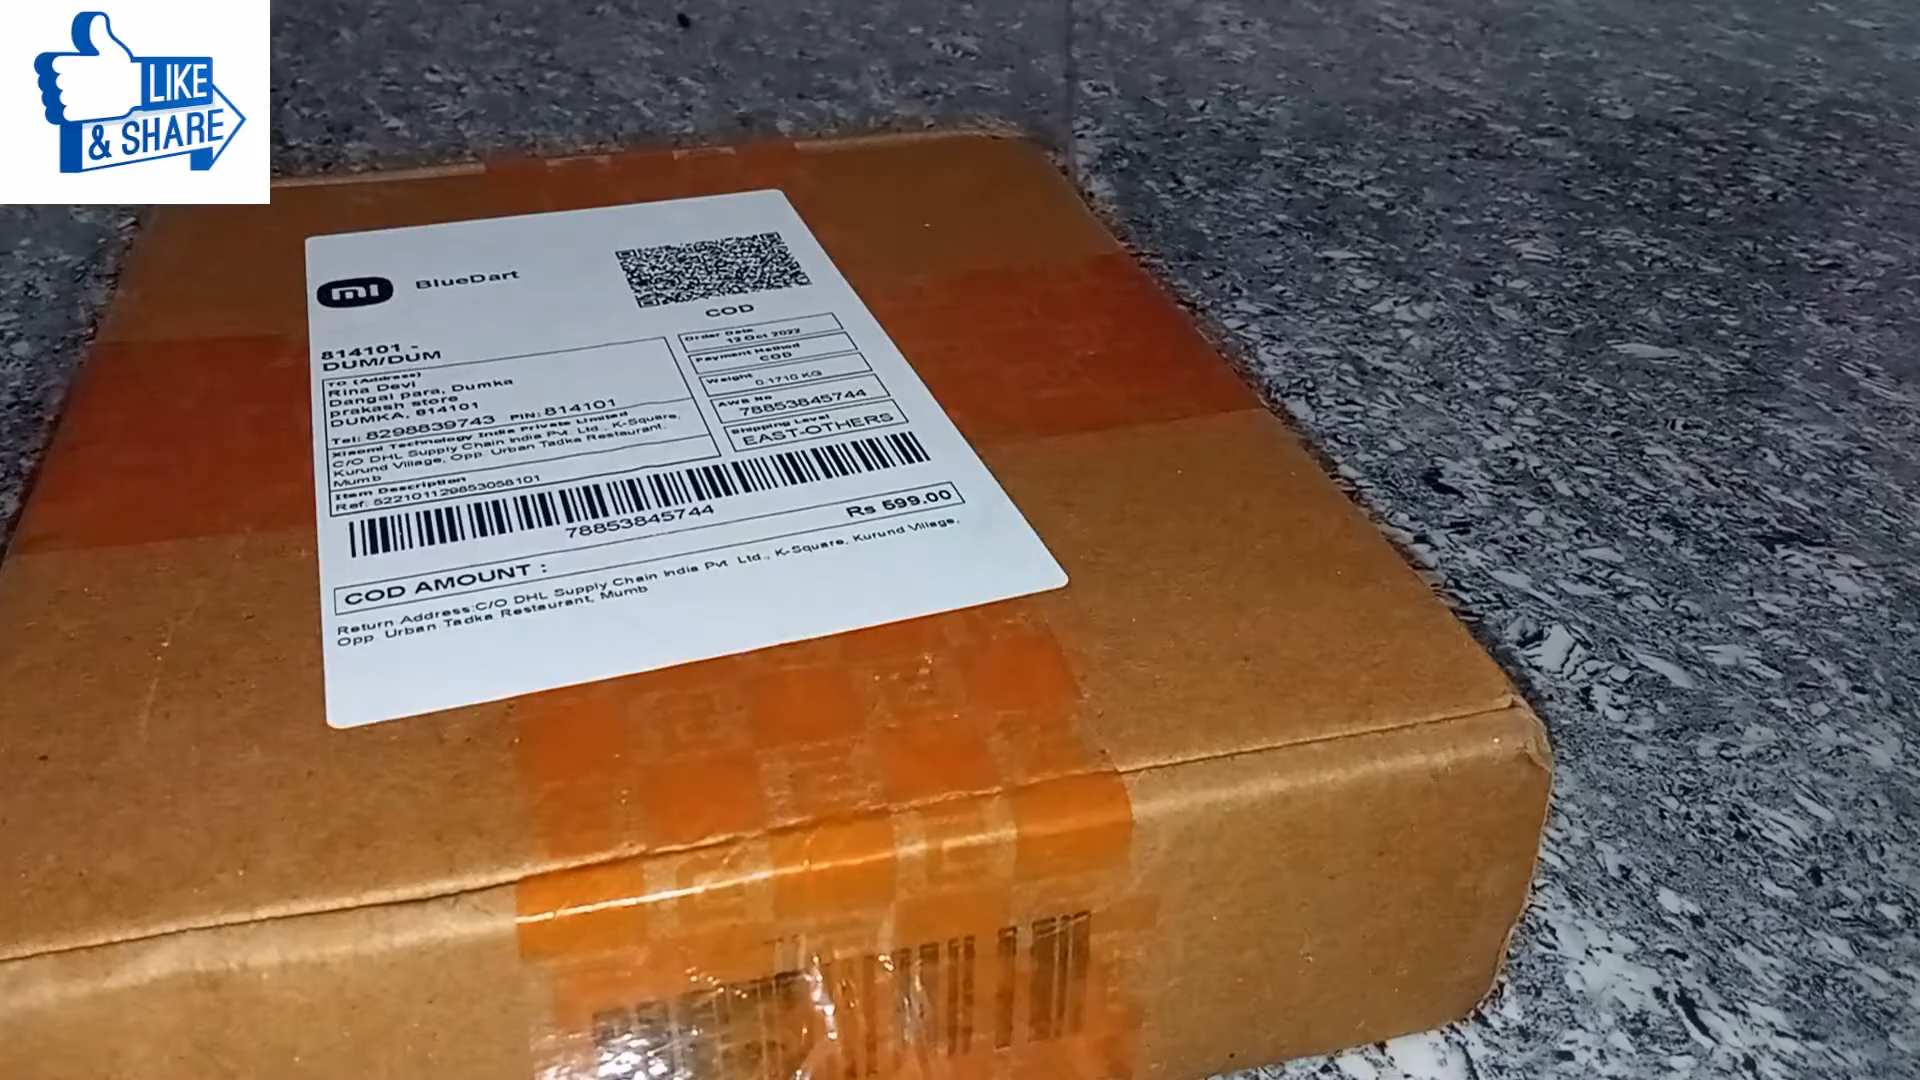 LIKE
& SHARE
mi BlueDart
COD
814101 -
DUM/DUM
TO (Address)
Rina Devi
Dangal para, Dumka
prakash store
DUMKA, 814101
Tel: 8298839743 PIN: 814101
Xiaomi Technology India Private Limited
C/O DHL Supply Chain India Pvt. Ltd., K-Square,
Kurund Village, Opp. Urban Tadka Restaurant,
Mumb
Item Description
Ref: 522101129853058101
Order Date
12 Oct 2022
Payment Method
COD
Weight
0.1710 KG
AWB No
78853845744
Shipping Level
EAST-OTHERS
78853845744
COD AMOUNT : Rs 599.00
Return Address:C/O DHL Supply Chain India Pvt. Ltd., K-Square, Kurund Village,
Opp. Urban Tadka Restaurant, Mumb